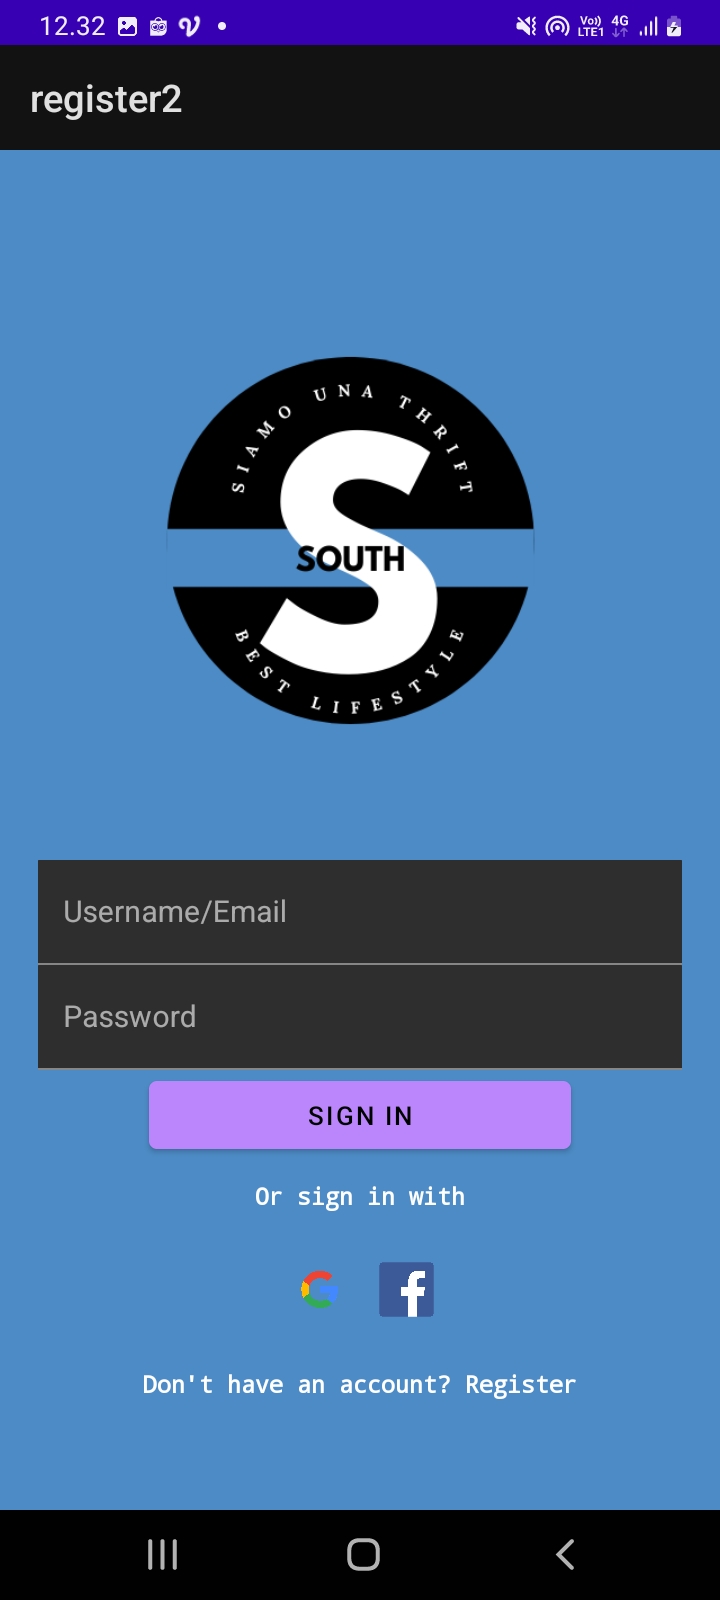 12.32
Vo)) 4G
LTE1
register2
SIAMO UNA THRIFT
S
SOUTH
BEST LIFESTYLE
Username/Email
Password
SIGN IN
Or sign in with
Don't have an account? Register